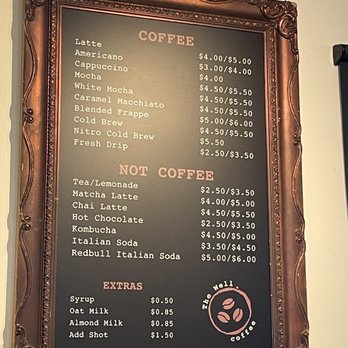 COFFEE
Latte $4.00/$5.00
Americano $3.00/$4.00
Cappuccino $4.00
Mocha $4.50/$5.50
White Mocha $4.50/$5.50
Caramel Macchiato $4.50/$5.50
Blended Frappe $5.00/$6.00
Cold Brew $4.50/$5.50
Nitro Cold Brew $5.50
Fresh Drip $2.50/$3.50
NOT COFFEE
Tea/Lemonade $2.50/$3.50
Matcha Latte $4.00/$5.00
Chai Latte $4.50/$5.50
Hot Chocolate $2.50/$3.50
Kombucha $4.50/$5.00
Italian Soda $3.50/$4.50
Redbull Italian Soda $5.00/$6.00
EXTRAS
Syrup $0.50
Oat Milk $0.85
Almond Milk $0.85
Add Shot $1.50
The Well.
coffee